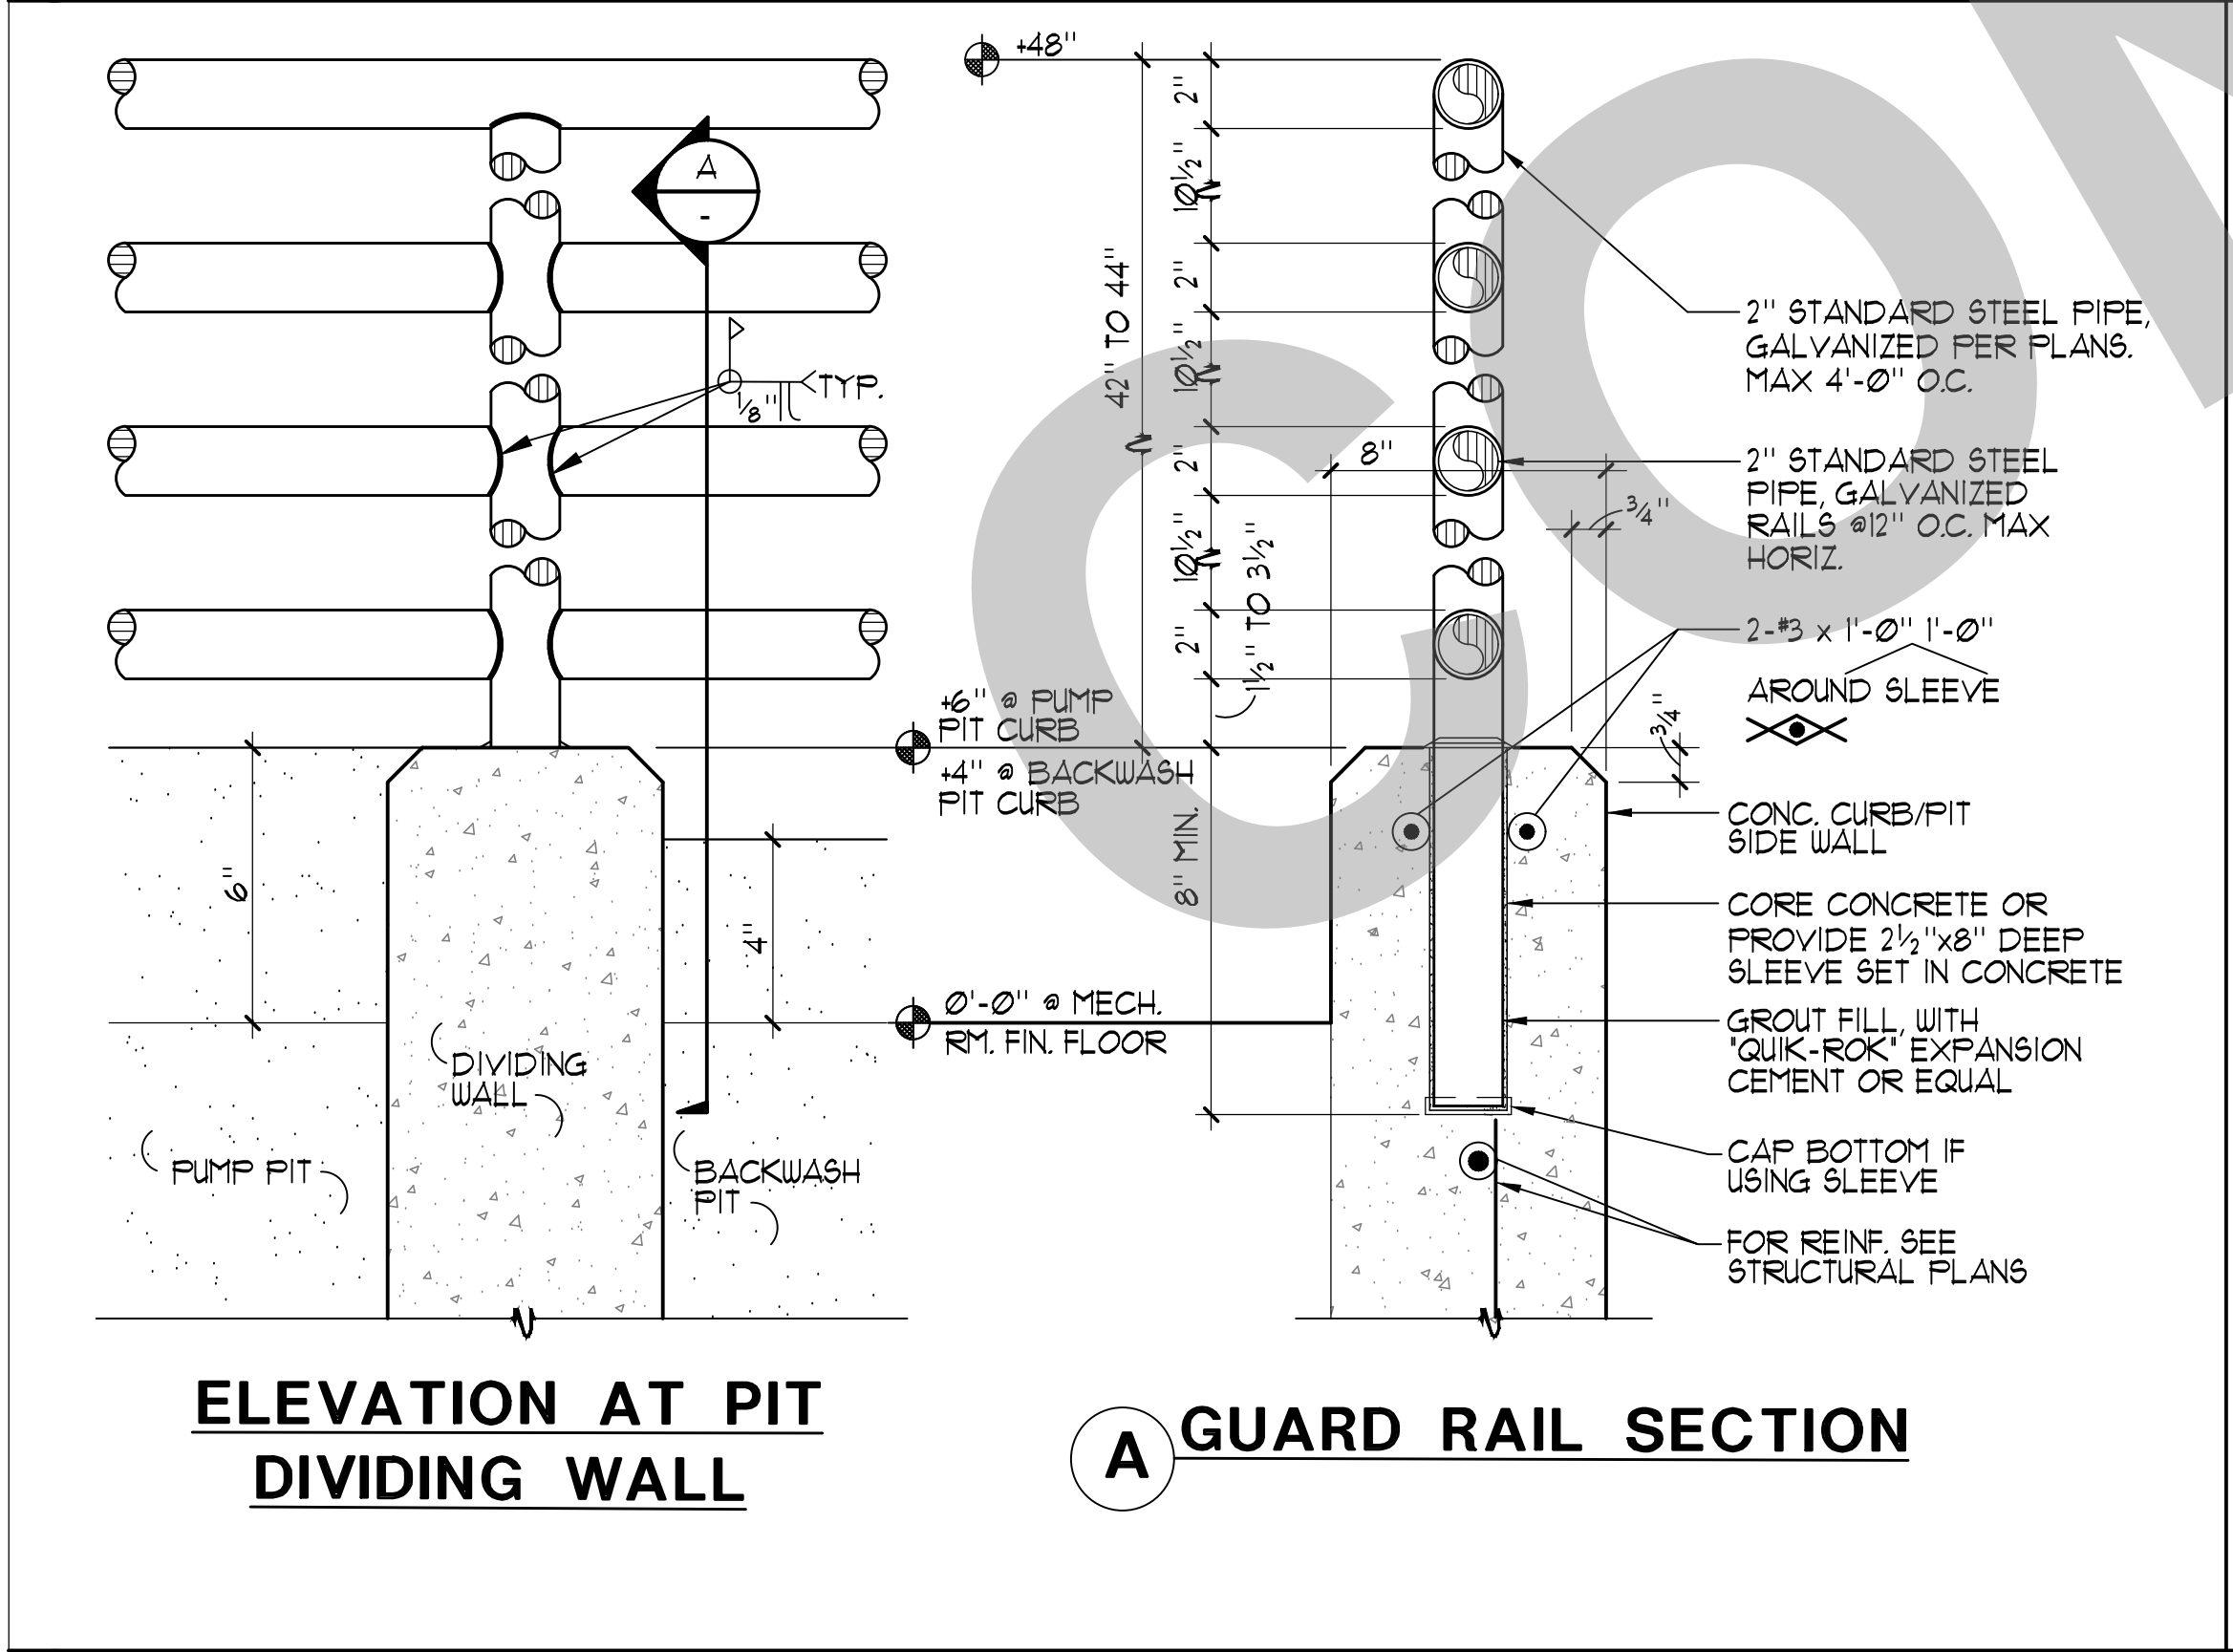 +48"
A
-
2"
10½"
2"
10½"
2"
10½"
2"
42" TO 44"
1½" TO 3½"
8"
¾"
¾"
⅛"
TYP.
2" STANDARD STEEL PIPE,
GALVANIZED PER PLANS.
MAX 4'-0" O.C.
2" STANDARD STEEL
PIPE, GALVANIZED
RAILS @12" O.C. MAX
HORIZ.
2-#3 x 1'-0" 1'-0"
AROUND SLEEVE
+6" @ PUMP
PIT CURB
+4" @ BACKWASH
PIT CURB
8" MIN.
6"
4"
0'-0" @ MECH.
RM. FIN. FLOOR
CONC. CURB/PIT
SIDE WALL
CORE CONCRETE OR
PROVIDE 2½"x8" DEEP
SLEEVE SET IN CONCRETE
GROUT FILL, WITH
"QUIK-ROK" EXPANSION
CEMENT OR EQUAL
CAP BOTTOM IF
USING SLEEVE
FOR REINF. SEE
STRUCTURAL PLANS
DIVIDING
WALL
PUMP PIT
BACKWASH
PIT
ELEVATION AT PIT
DIVIDING WALL
A GUARD RAIL SECTION